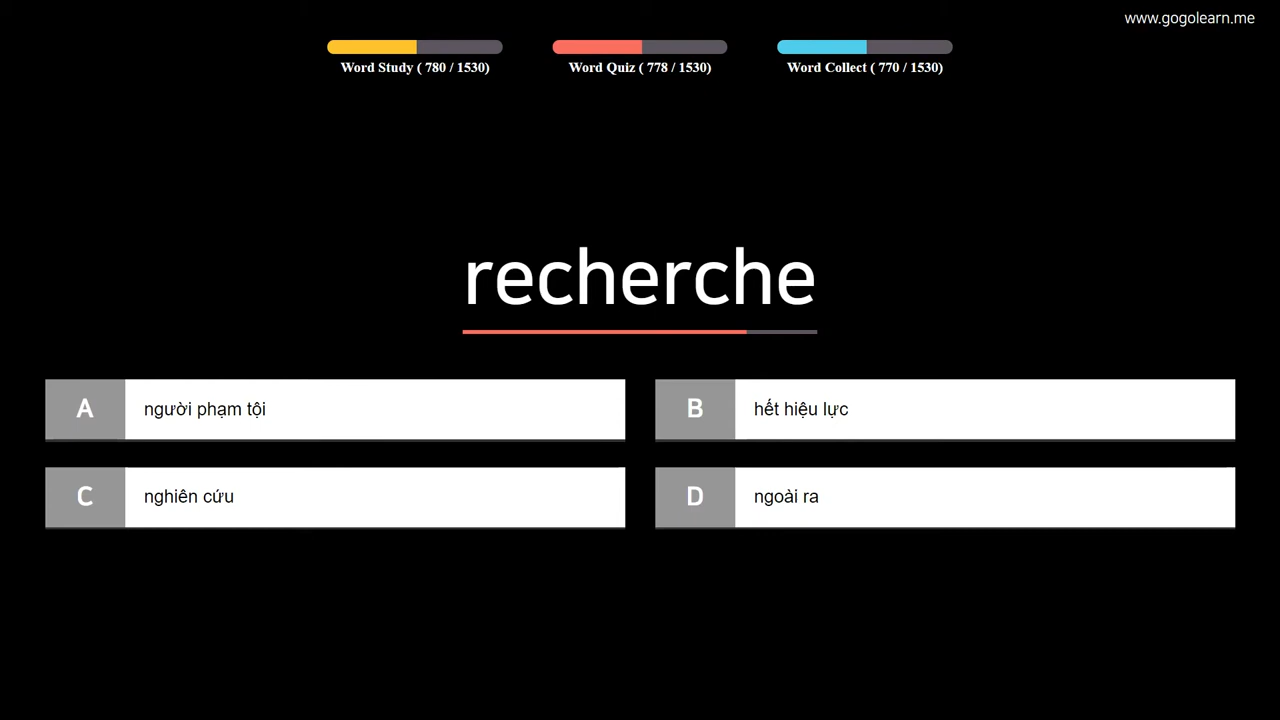 www.gogolearn.me
Word Study ( 780 / 1530)
Word Quiz ( 778 / 1530)
Word Collect ( 770 / 1530)
recherche
A người phạm tội
B hết hiệu lực
C nghiên cứu
D ngoài ra